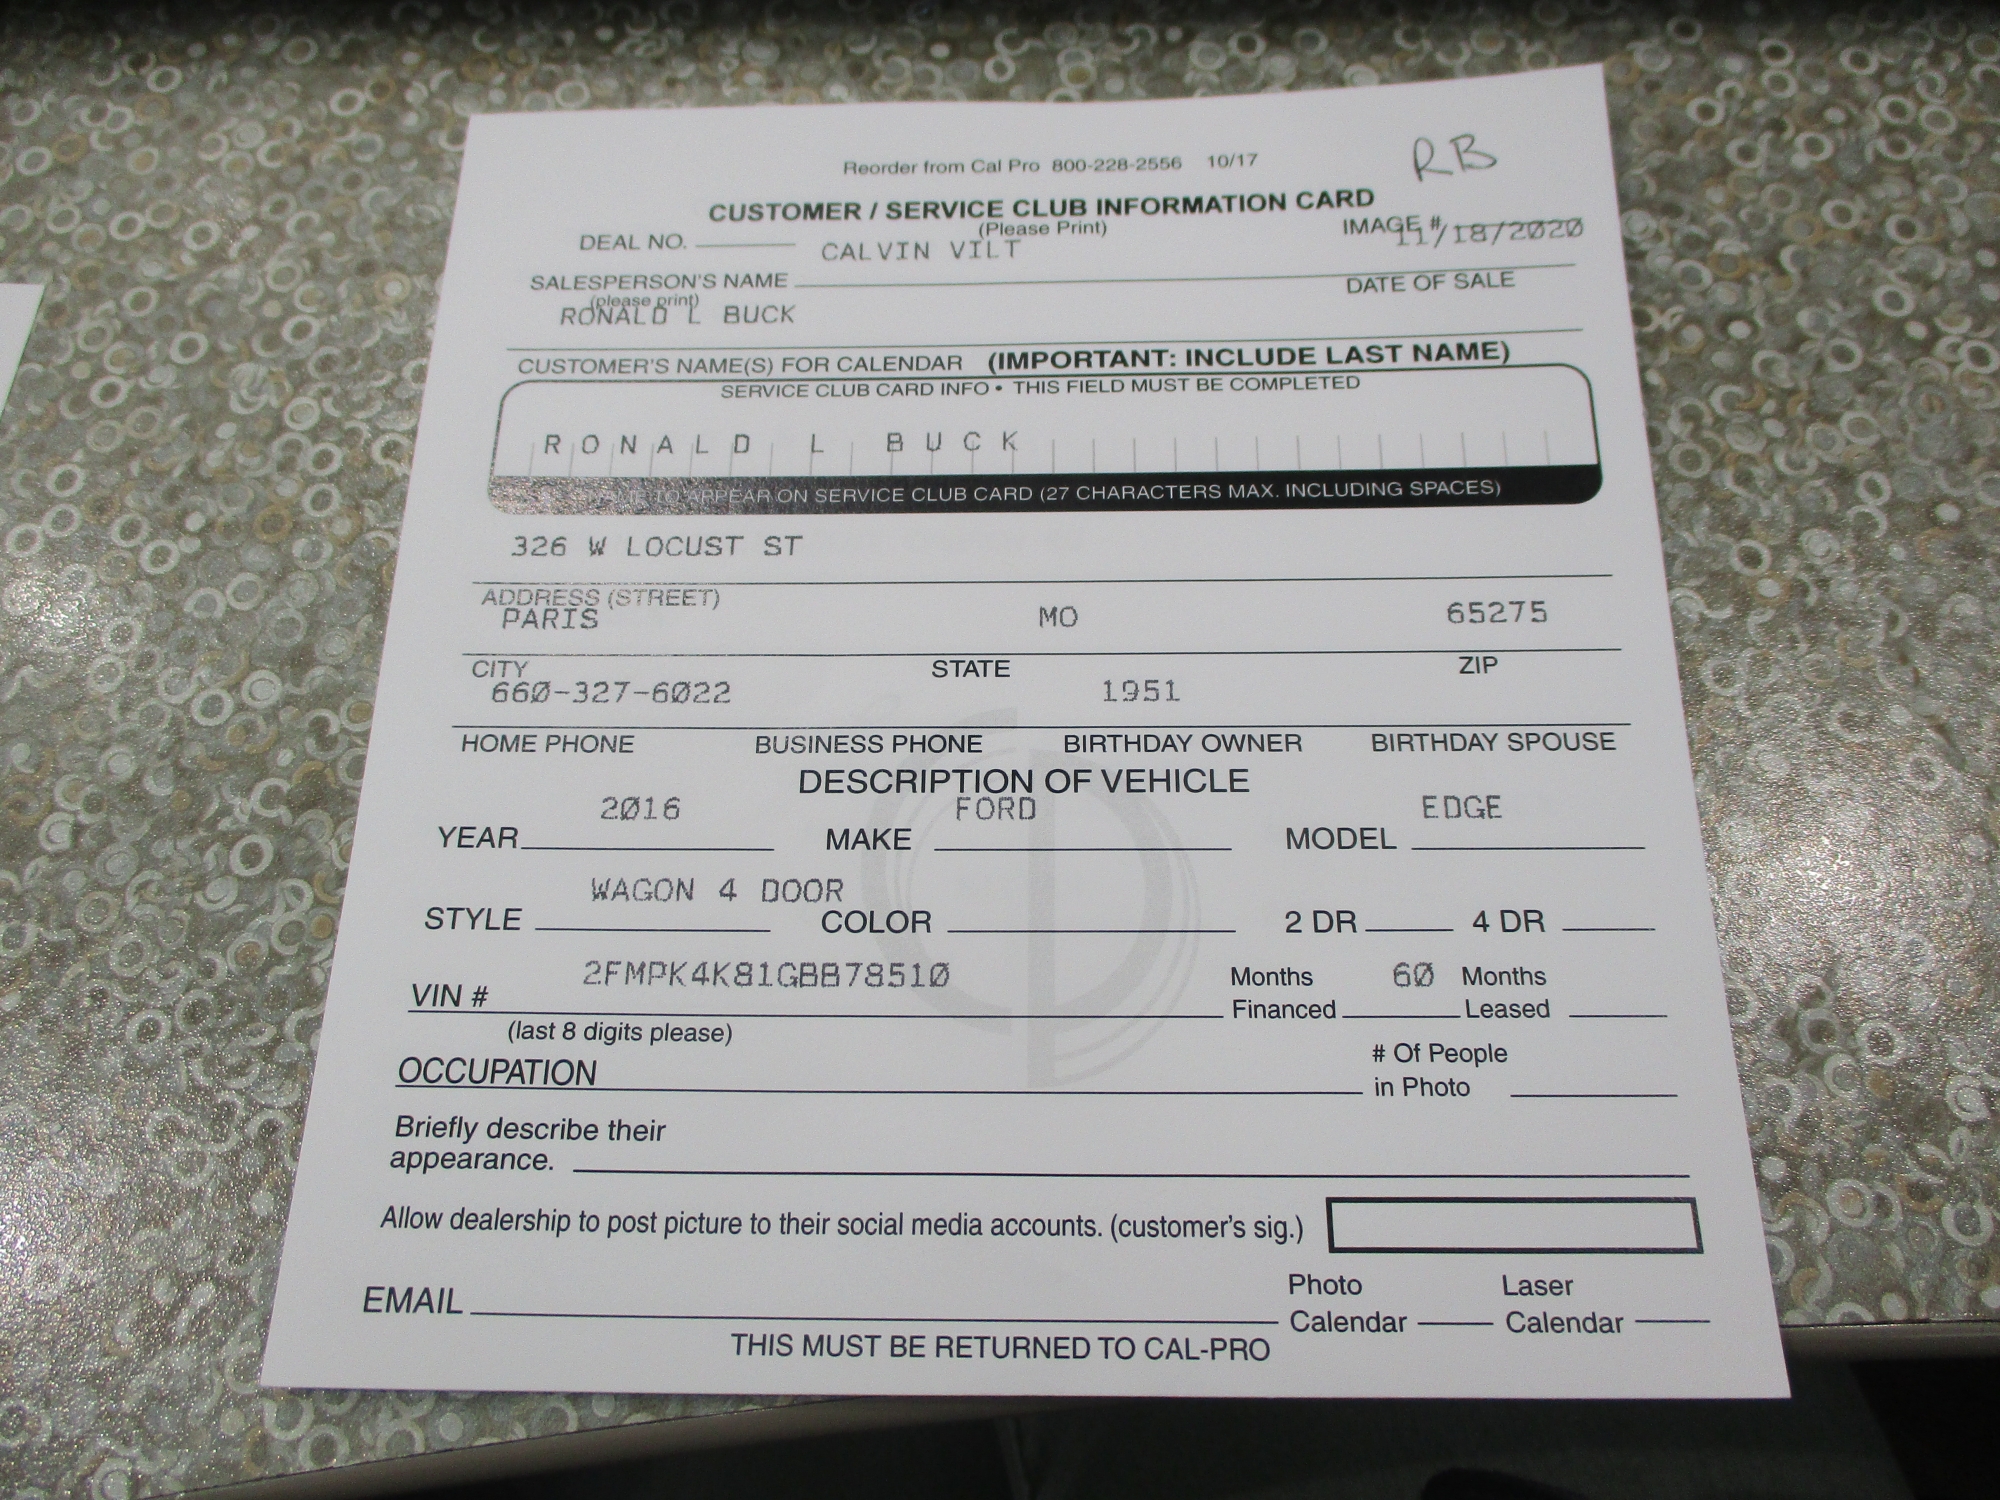 RB
Reorder from Cal Pro 800-228-2556 10/17
CUSTOMER / SERVICE CLUB INFORMATION CARD
(Please Print)
DEAL NO. IMAGE #
CALVIN VILT 11/18/2020
SALESPERSON'S NAME DATE OF SALE
(please print)
RONALD L BUCK
CUSTOMER'S NAME(S) FOR CALENDAR (IMPORTANT: INCLUDE LAST NAME)
SERVICE CLUB CARD INFO • THIS FIELD MUST BE COMPLETED
RONALD L BUCK
NAME TO APPEAR ON SERVICE CLUB CARD (27 CHARACTERS MAX. INCLUDING SPACES)
326 W LOCUST ST
ADDRESS (STREET)
PARIS MO 65275
CITY STATE ZIP
660-327-6022 1951
HOME PHONE BUSINESS PHONE BIRTHDAY OWNER BIRTHDAY SPOUSE
DESCRIPTION OF VEHICLE
2016 FORD EDGE
YEAR MAKE MODEL
WAGON 4 DOOR
STYLE COLOR 2 DR 4 DR
2FMPK4K81GBB78510 Months 60 Months
VIN # Financed Leased
(last 8 digits please)
# Of People
OCCUPATION in Photo
Briefly describe their
appearance.
Allow dealership to post picture to their social media accounts. (customer's sig.)
Photo Laser
EMAIL Calendar Calendar
THIS MUST BE RETURNED TO CAL-PRO